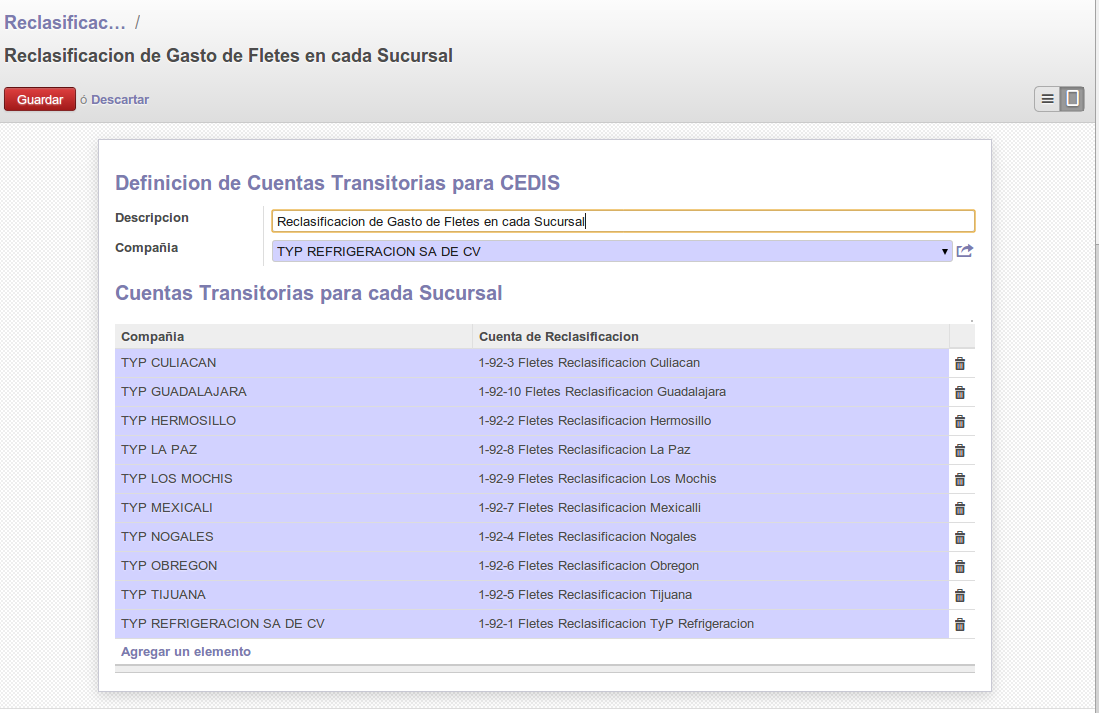 Reclasificac... /
Reclasificacion de Gasto de Fletes en cada Sucursal
Guardar ó Descartar
Definicion de Cuentas Transitorias para CEDIS
Descripcion Reclasificacion de Gasto de Fletes en cada Sucursal
Compañia TYP REFRIGERACION SA DE CV
Cuentas Transitorias para cada Sucursal
Compañia Cuenta de Reclasificacion
TYP CULIACAN 1-92-3 Fletes Reclasificacion Culiacan
TYP GUADALAJARA 1-92-10 Fletes Reclasificacion Guadalajara
TYP HERMOSILLO 1-92-2 Fletes Reclasificacion Hermosillo
TYP LA PAZ 1-92-8 Fletes Reclasificacion La Paz
TYP LOS MOCHIS 1-92-9 Fletes Reclasificacion Los Mochis
TYP MEXICALI 1-92-7 Fletes Reclasificacion Mexicalli
TYP NOGALES 1-92-4 Fletes Reclasificacion Nogales
TYP OBREGON 1-92-6 Fletes Reclasificacion Obregon
TYP TIJUANA 1-92-5 Fletes Reclasificacion Tijuana
TYP REFRIGERACION SA DE CV 1-92-1 Fletes Reclasificacion TyP Refrigeracion
Agregar un elemento